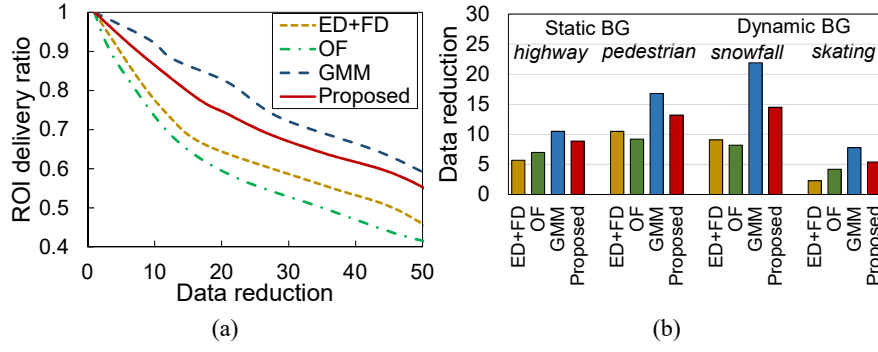 1
0.9
0.8
0.7
0.6
0.5
0.4
ROI delivery ratio
ED+FD
OF
GMM
Proposed
0 10 20 30 40 50
Data reduction
(a)
30
25
20
15
10
5
0
Data reduction
Static BG Dynamic BG
highway pedestrian snowfall skating
ED+FD OF GMM Proposed ED+FD OF GMM Proposed ED+FD OF GMM Proposed ED+FD OF GMM Proposed
(b)